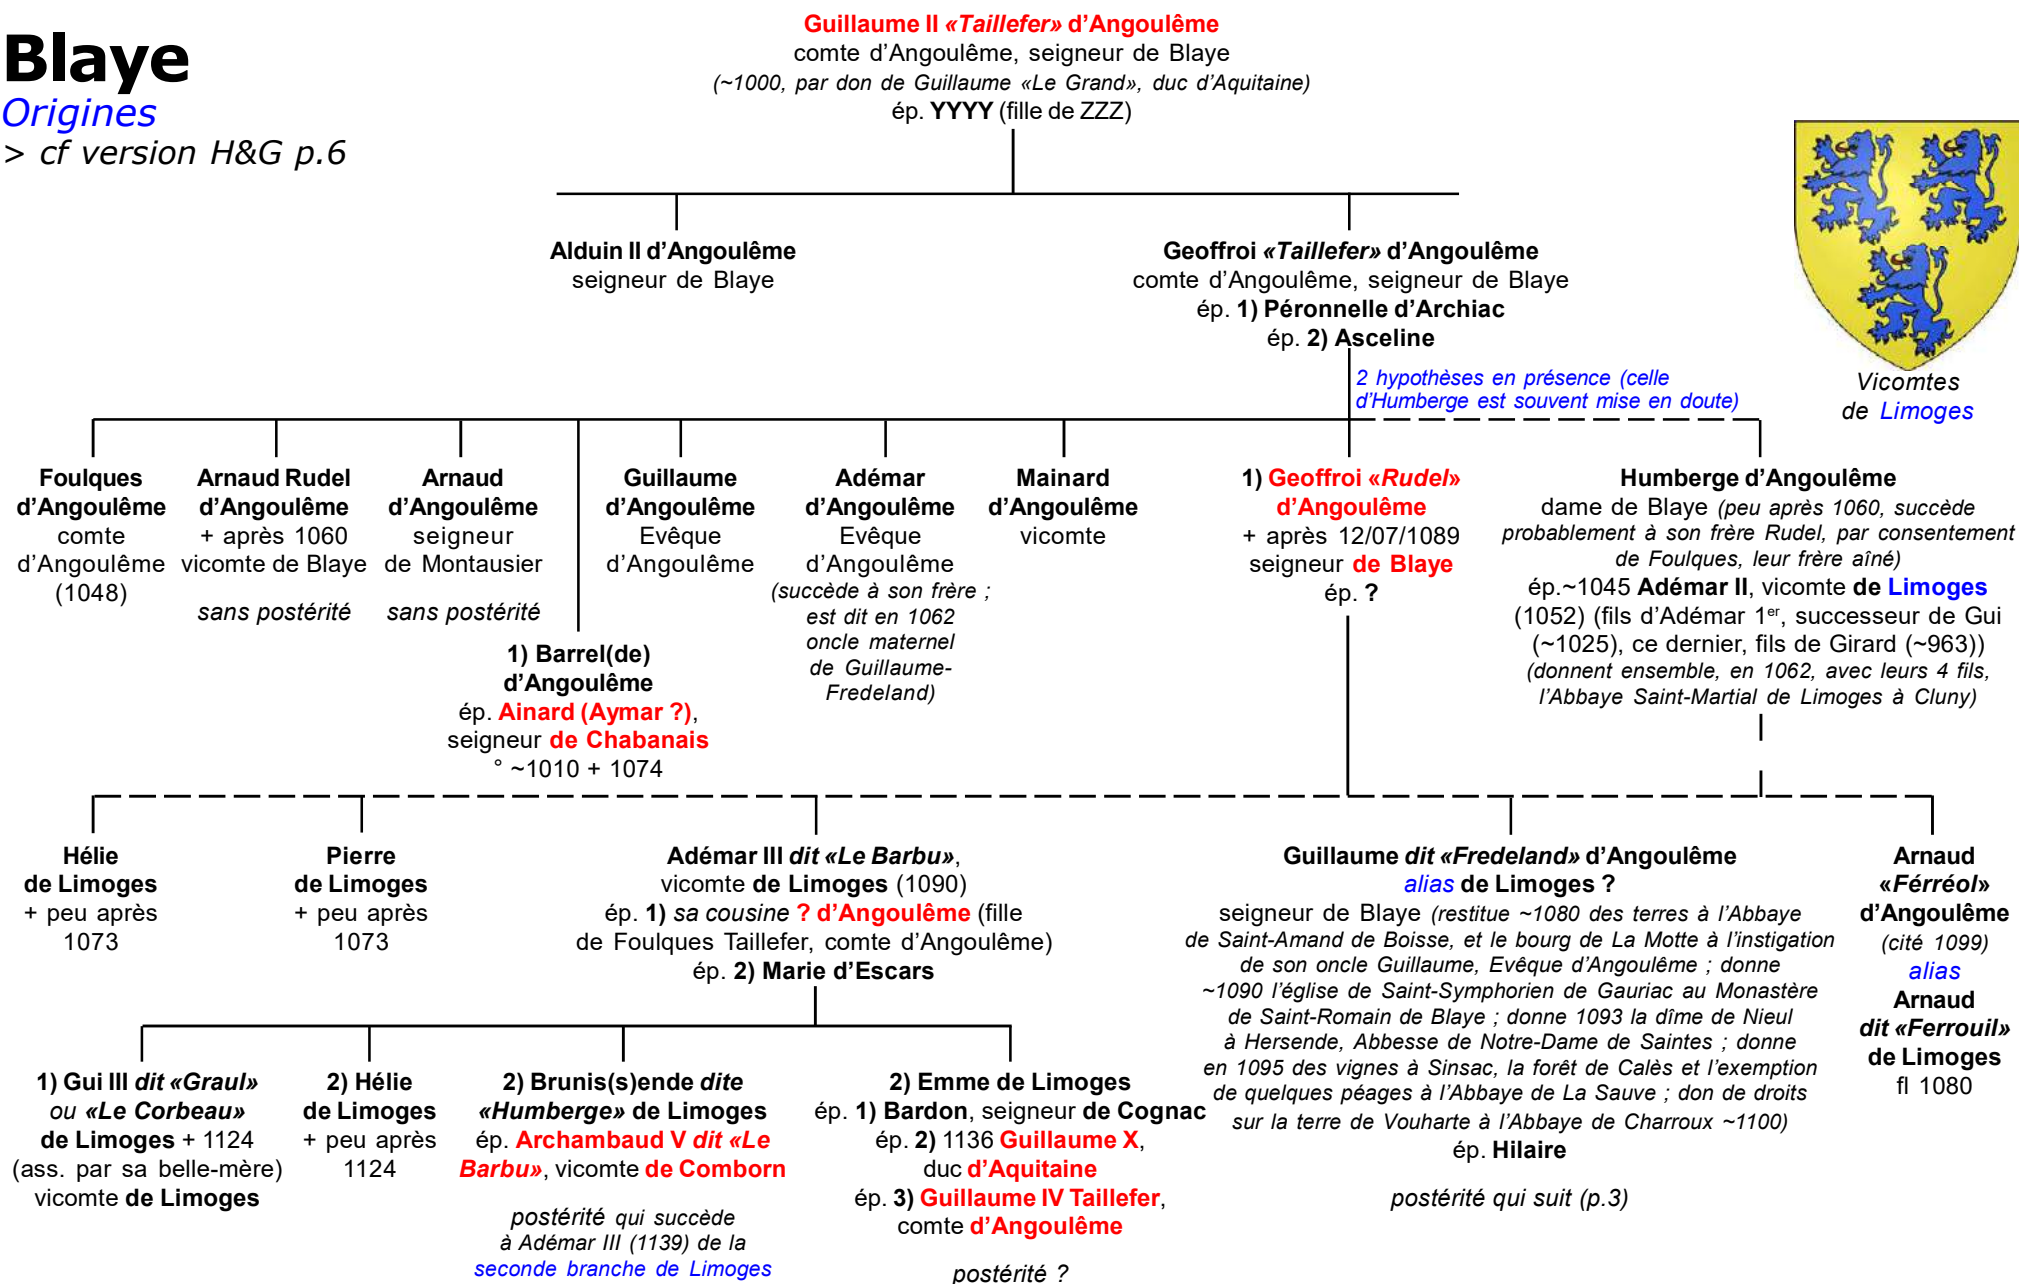 Blaye
Origines
> cf version H&G p.6
Guillaume II «Taillefer» d’Angoulême
comte d’Angoulême, seigneur de Blaye
(~1000, par don de Guillaume «Le Grand», duc d’Aquitaine)
ép. YYYY (fille de ZZZ)
Alduin II d’Angoulême
seigneur de Blaye
Geoffroi «Taillefer» d’Angoulême
comte d’Angoulême, seigneur de Blaye
ép. 1) Péronnelle d’Archiac
ép. 2) Asceline
2 hypothèses en présence (celle
d’Humberge est souvent mise en doute)
Vicomtes
de Limoges
Foulques
d’Angoulême
comte
d’Angoulême
(1048)
Arnaud Rudel
d’Angoulême
+ après 1060
vicomte de Blaye
sans postérité
Arnaud
d’Angoulême
seigneur
de Montausier
sans postérité
1) Barrel(de)
d’Angoulême
ép. Ainard (Aymar ?),
seigneur de Chabanais
° ~1010 + 1074
Guillaume
d’Angoulême
Evêque
d’Angoulême
Adémar
d’Angoulême
Evêque
d’Angoulême
(succède à son frère ;
est dit en 1062
oncle maternel
de Guillaume-
Fredeland)
Mainard
d’Angoulême
vicomte
1) Geoffroi «Rudel»
d’Angoulême
+ après 12/07/1089
seigneur de Blaye
ép. ?
Humberge d’Angoulême
dame de Blaye (peu après 1060, succède
probablement à son frère Rudel, par consentement
de Foulques, leur frère aîné)
ép.~1045 Adémar II, vicomte de Limoges
(1052) (fils d’Adémar 1er, successeur de Gui
(~1025), ce dernier, fils de Girard (~963))
(donnent ensemble, en 1062, avec leurs 4 fils,
l’Abbaye Saint-Martial de Limoges à Cluny)
Hélie
de Limoges
+ peu après
1073
Pierre
de Limoges
+ peu après
1073
Adémar III dit «Le Barbu»,
vicomte de Limoges (1090)
ép. 1) sa cousine ? d’Angoulême (fille
de Foulques Taillefer, comte d’Angoulême)
ép. 2) Marie d’Escars
Guillaume dit «Fredeland» d’Angoulême
alias de Limoges ?
seigneur de Blaye (restitue ~1080 des terres à l’Abbaye
de Saint-Amand de Boisse, et le bourg de La Motte à l’instigation
de son oncle Guillaume, Evêque d’Angoulême ; donne
~1090 l’église de Saint-Symphorien de Gauriac au Monastère
de Saint-Romain de Blaye ; donne 1093 la dîme de Nieul
à Hersende, Abbesse de Notre-Dame de Saintes ; donne
en 1095 des vignes à Sinsac, la forêt de Calès et l’exemption
de quelques péages à l’Abbaye de La Sauve ; don de droits
sur la terre de Vouharte à l’Abbaye de Charroux ~1100)
ép. Hilaire
postérité qui suit (p.3)
Arnaud
«Férréol»
d’Angoulême
(cité 1099)
alias
Arnaud
dit «Ferrouil»
de Limoges
fl 1080
1) Gui III dit «Graul»
ou «Le Corbeau»
de Limoges + 1124
(ass. par sa belle-mère)
vicomte de Limoges
2) Hélie
de Limoges
+ peu après
1124
2) Brunis(s)ende dite
«Humberge» de Limoges
ép. Archambaud V dit «Le
Barbu», vicomte de Comborn
postérité qui succède
à Adémar III (1139) de la
seconde branche de Limoges
2) Emme de Limoges
ép. 1) Bardon, seigneur de Cognac
ép. 2) 1136 Guillaume X,
duc d’Aquitaine
ép. 3) Guillaume IV Taillefer,
comte d’Angoulême
postérité ?